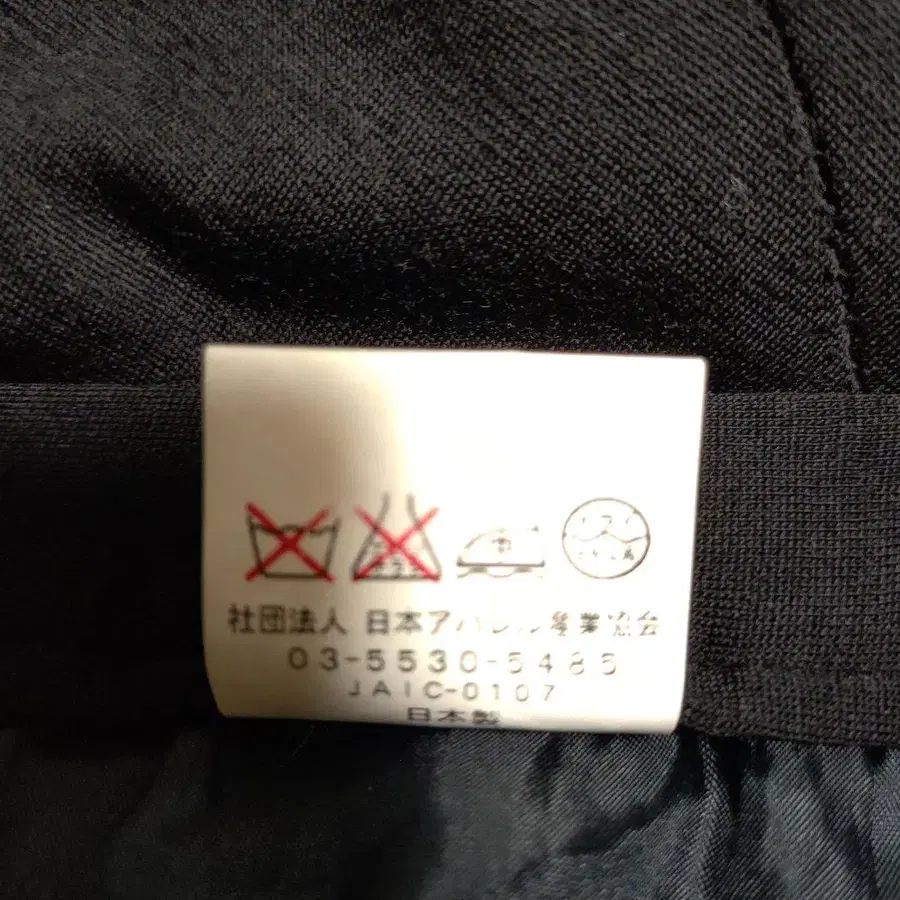 中
社団法人 日本アパレル産業協会
03-5530-5485
JAIC-0107
日本製